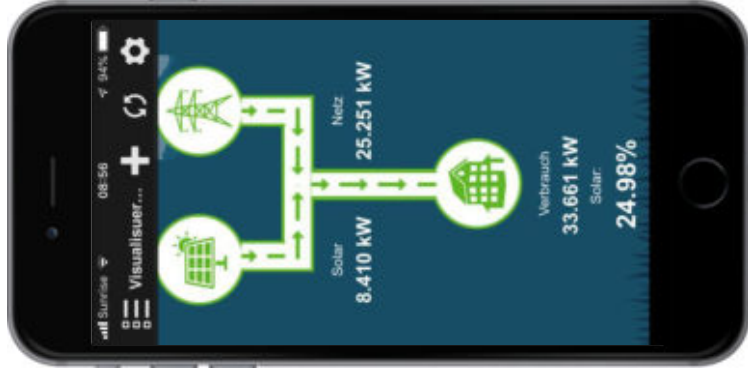 Sunrise 08:56 94%
Visualisuer...
Solar
8.410 kW
Netz
25.251 kW
Verbrauch
33.661 kW
Solar:
24.98%